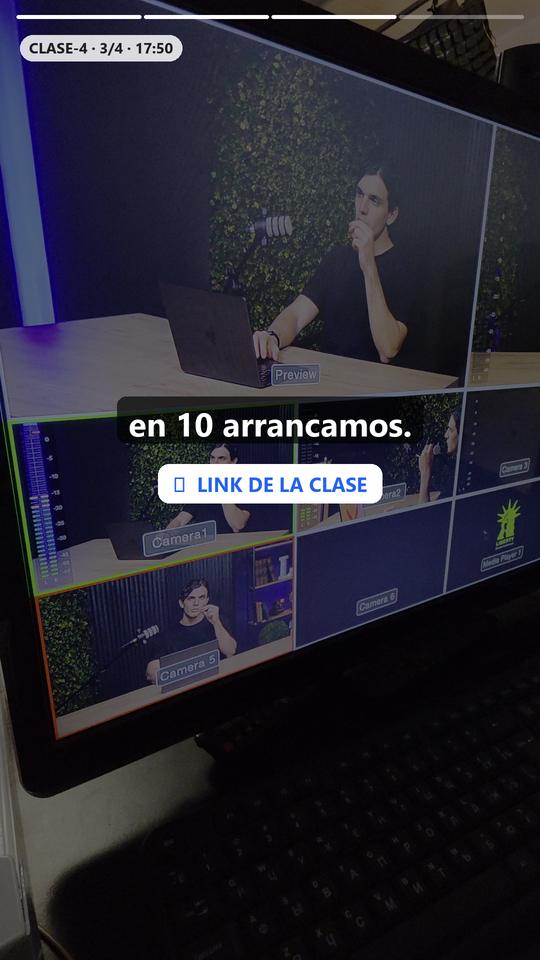 CLASE-4 · 3/4 · 17:50
Preview
en 10 arrancamos.
LINK DE LA CLASE
Camera1
Camera2
Camera 3
LIBERTY
Media Player 1
Camera 5
Camera 6